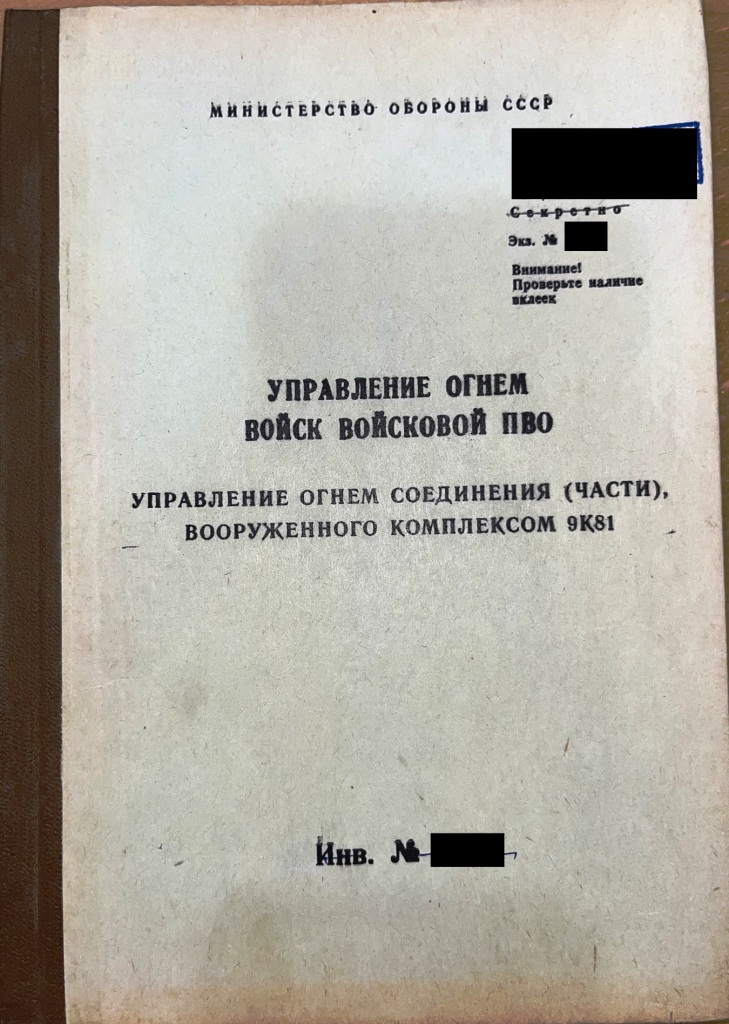 МИНИСТЕРСТВО ОБОРОНЫ СССР
Секретно
Экз. №
Внимание!
Проверьте наличие
вклеек
УПРАВЛЕНИЕ ОГНЕМ
ВОЙСК ВОЙСКОВОЙ ПВО
УПРАВЛЕНИЕ ОГНЕМ СОЕДИНЕНИЯ (ЧАСТИ),
ВООРУЖЕННОГО КОМПЛЕКСОМ 9К81
Инв. №